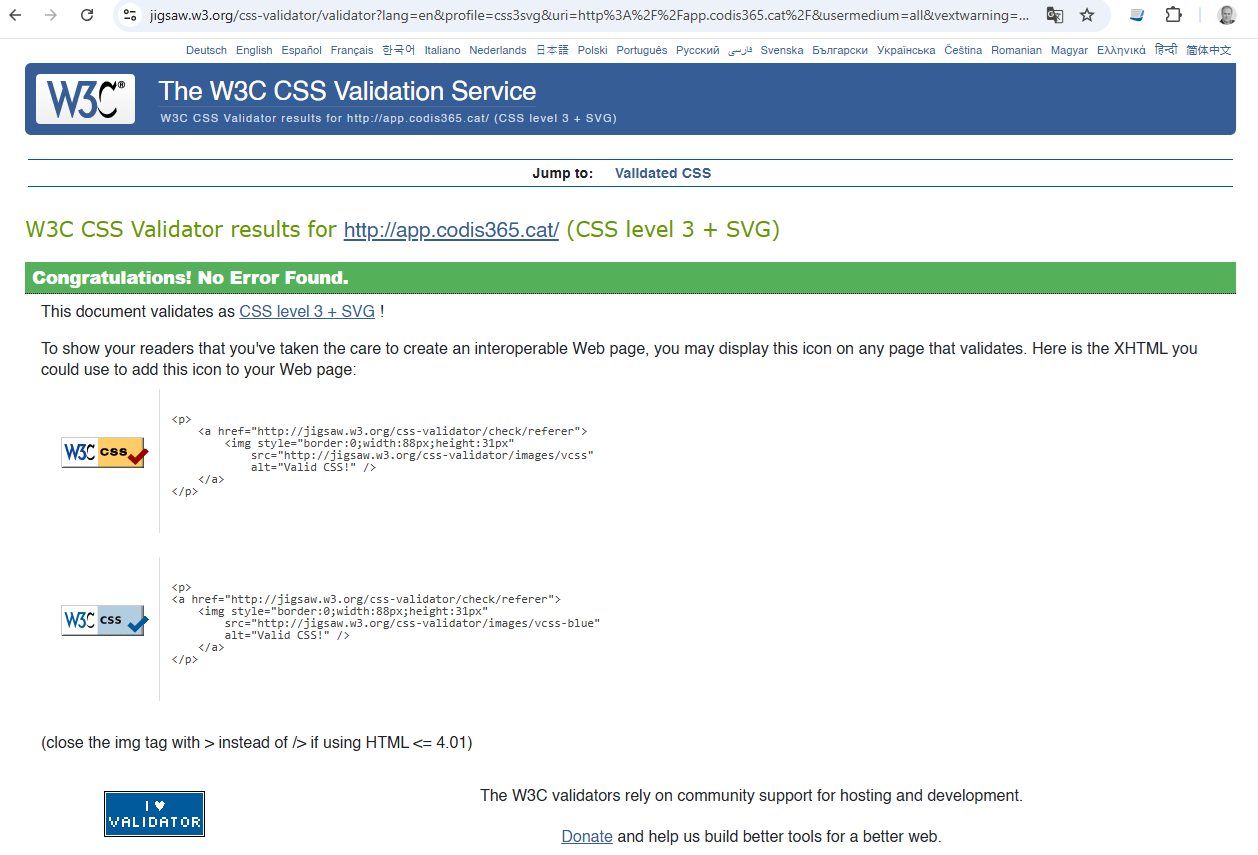 jigsaw.w3.org/css-validator/validator?lang=en&profile=css3svg&uri=http%3A%2F%2Fapp.codis365.cat%2F&usermedium=all&vextwarning=...
Deutsch English Español Français 한국어 Italiano Nederlands 日本語 Polski Português Русский فارسی Svenska Български Українська Čeština Romanian Magyar Ελληνικά हिन्दी 简体中文
W3C®
The W3C CSS Validation Service
W3C CSS Validator results for http://app.codis365.cat/ (CSS level 3 + SVG)
Jump to: Validated CSS
W3C CSS Validator results for http://app.codis365.cat/ (CSS level 3 + SVG)
Congratulations! No Error Found.
This document validates as CSS level 3 + SVG !
To show your readers that you've taken the care to create an interoperable Web page, you may display this icon on any page that validates. Here is the XHTML you
could use to add this icon to your Web page:
<p>
<a href="http://jigsaw.w3.org/css-validator/check/referer">
<img style="border:0;width:88px;height:31px"
src="http://jigsaw.w3.org/css-validator/images/vcss"
alt="Valid CSS!" />
</a>
</p>
W3C css
<p>
<a href="http://jigsaw.w3.org/css-validator/check/referer">
<img style="border:0;width:88px;height:31px"
src="http://jigsaw.w3.org/css-validator/images/vcss-blue"
alt="Valid CSS!" />
</a>
</p>
W3C css
(close the img tag with > instead of /> if using HTML <= 4.01)
I ♥
VALIDATOR
The W3C validators rely on community support for hosting and development.
Donate and help us build better tools for a better web.